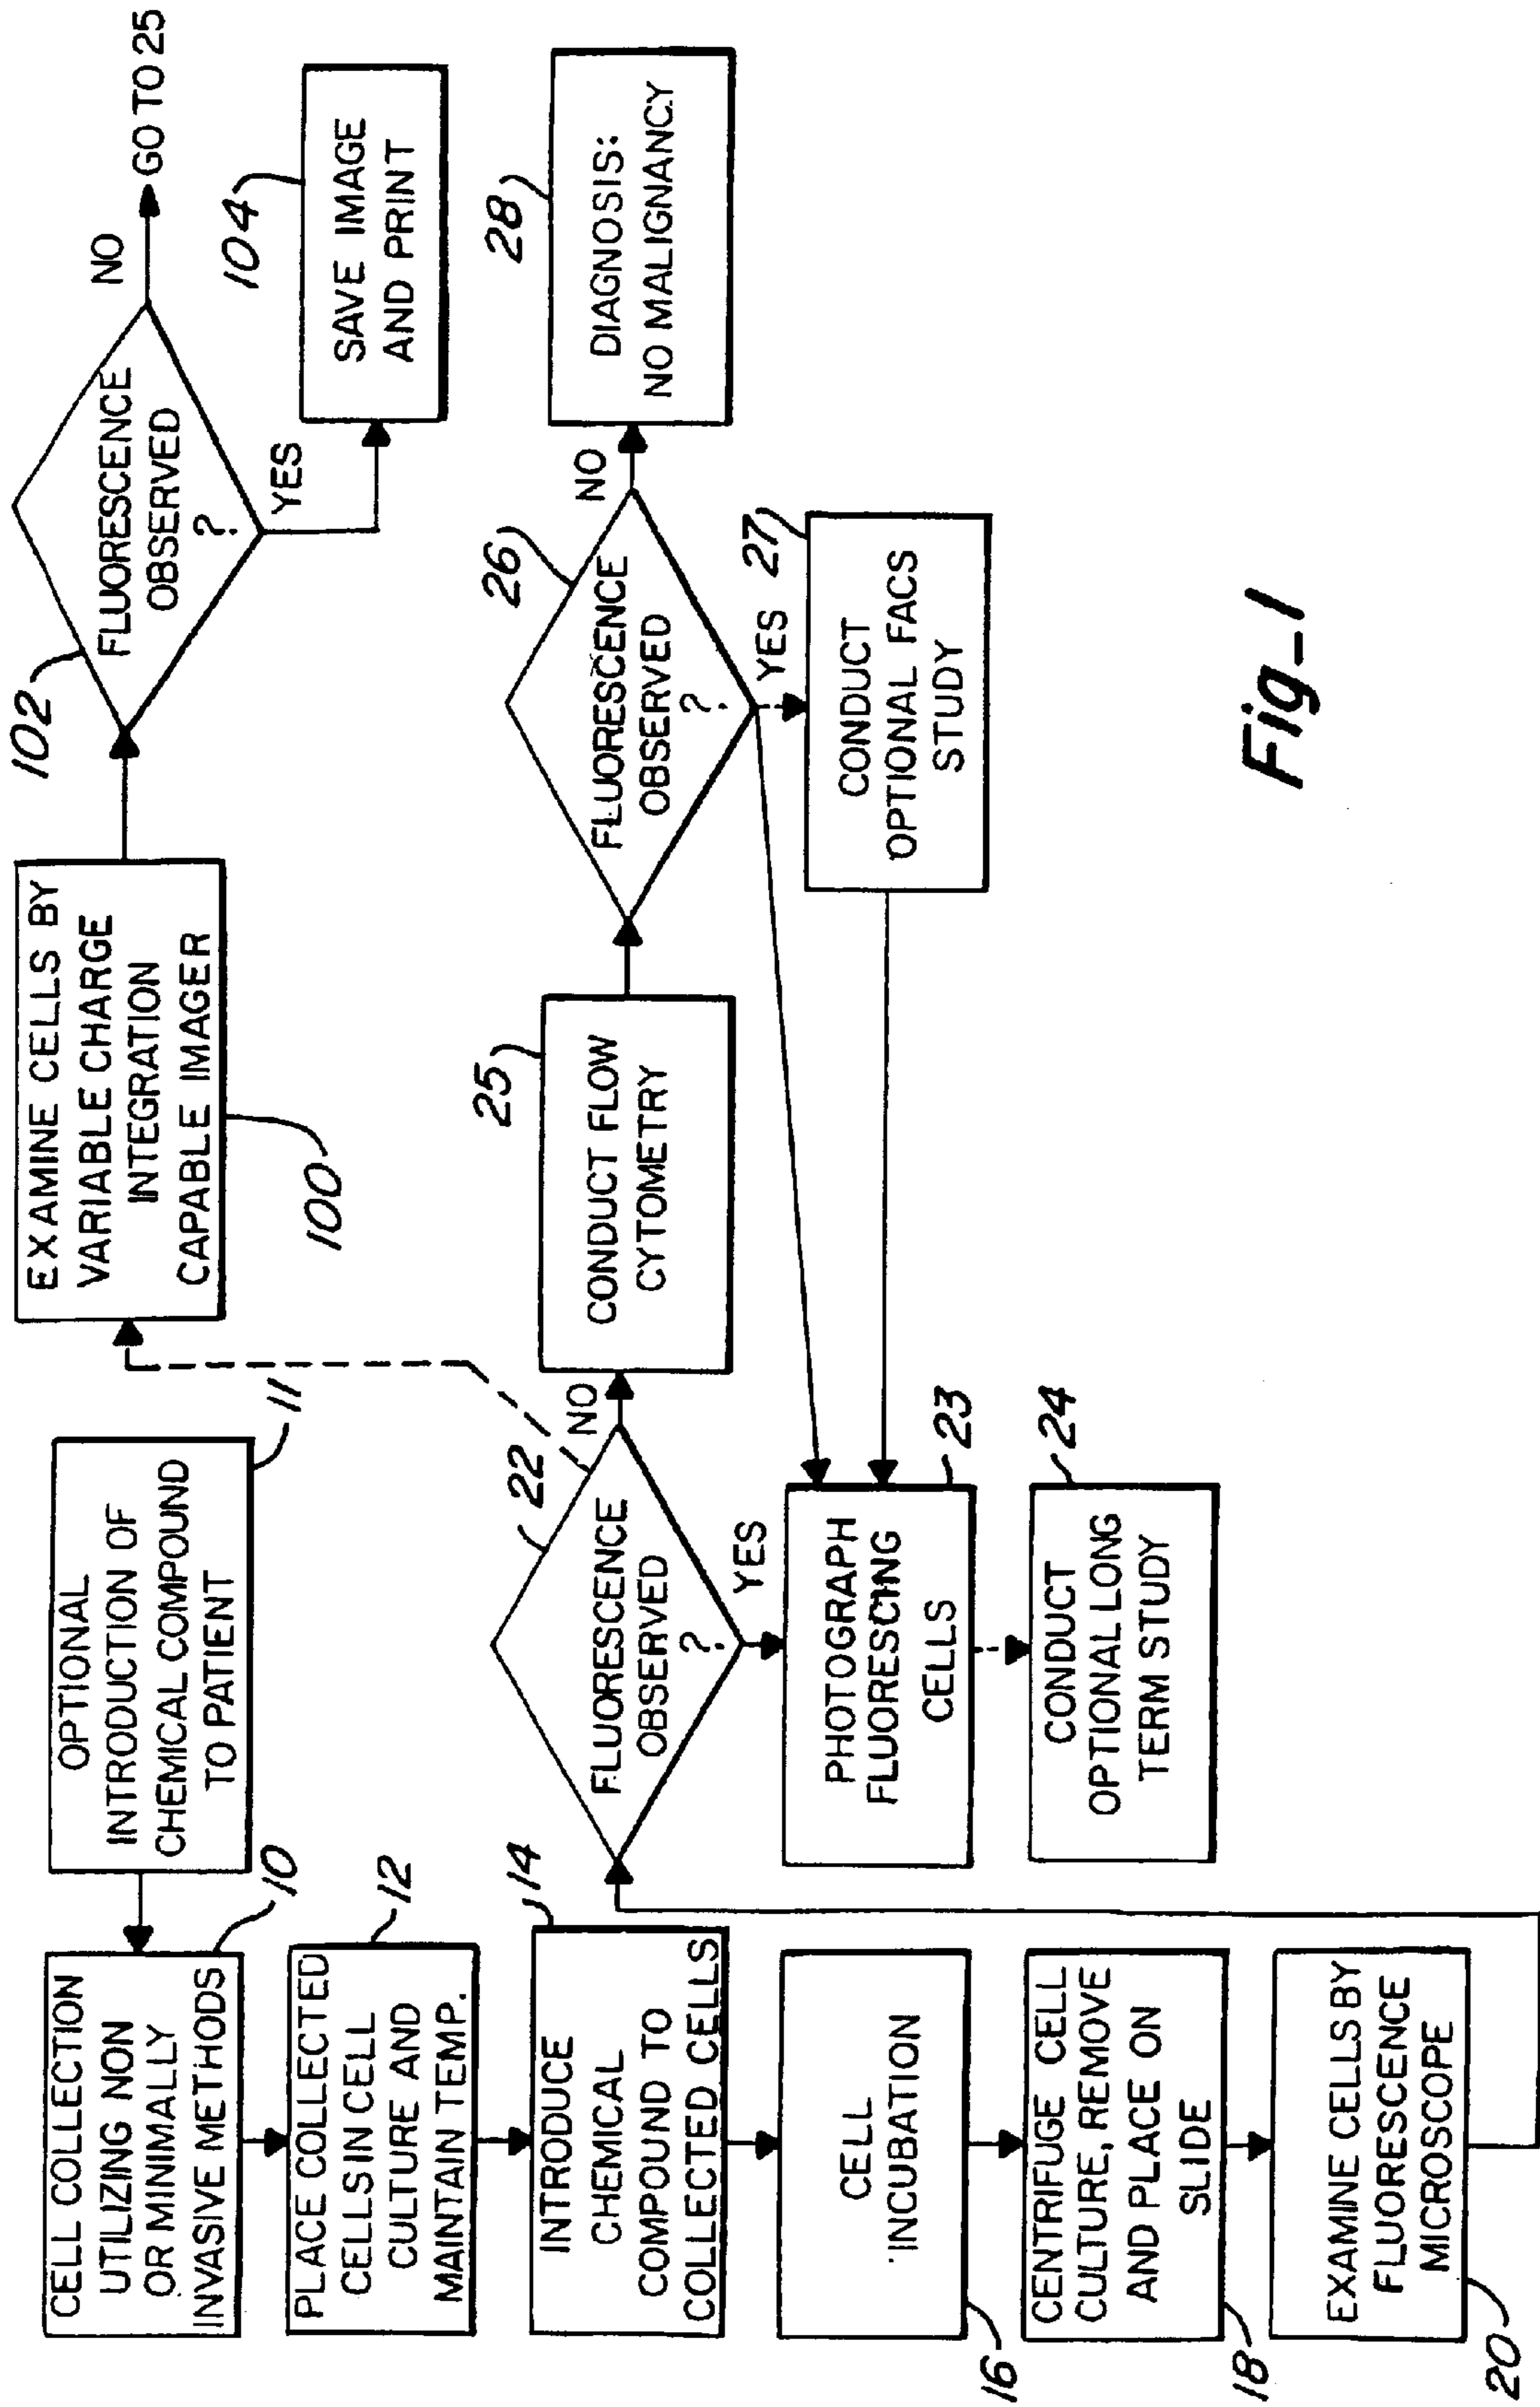 OPTIONAL
INTRODUCTION OF
CHEMICAL COMPOUND
TO PATIENT
11
CELL COLLECTION
UTILIZING NON
OR MINIMALLY
INVASIVE METHODS
10
PLACE COLLECTED
CELLS IN CELL
CULTURE AND
MAINTAIN TEMP.
12
INTRODUCE
CHEMICAL
COMPOUND TO
COLLECTED CELLS
14
CELL
INCUBATION
16
CENTRIFUGE CELL
CULTURE, REMOVE
AND PLACE ON
SLIDE
18
EXAMINE CELLS BY
FLUORESCENCE
MICROSCOPE
20
FLUORESCENCE
OBSERVED
?
22
NO
YES
PHOTOGRAPH
FLUORESCING
CELLS
23
CONDUCT
OPTIONAL LONG
TERM STUDY
24
EXAMINE CELLS BY
VARIABLE CHARGE
INTEGRATION
CAPABLE IMAGER
100
FLUORESCENCE
OBSERVED
?
102
NO
GO TO 25
YES
SAVE IMAGE
AND PRINT
104
CONDUCT FLOW
CYTOMETRY
25
FLUORESCENCE
OBSERVED
?
26
NO
YES
DIAGNOSIS:
NO MALIGNANCY
28
CONDUCT
OPTIONAL FACS
STUDY
27
Fig_1